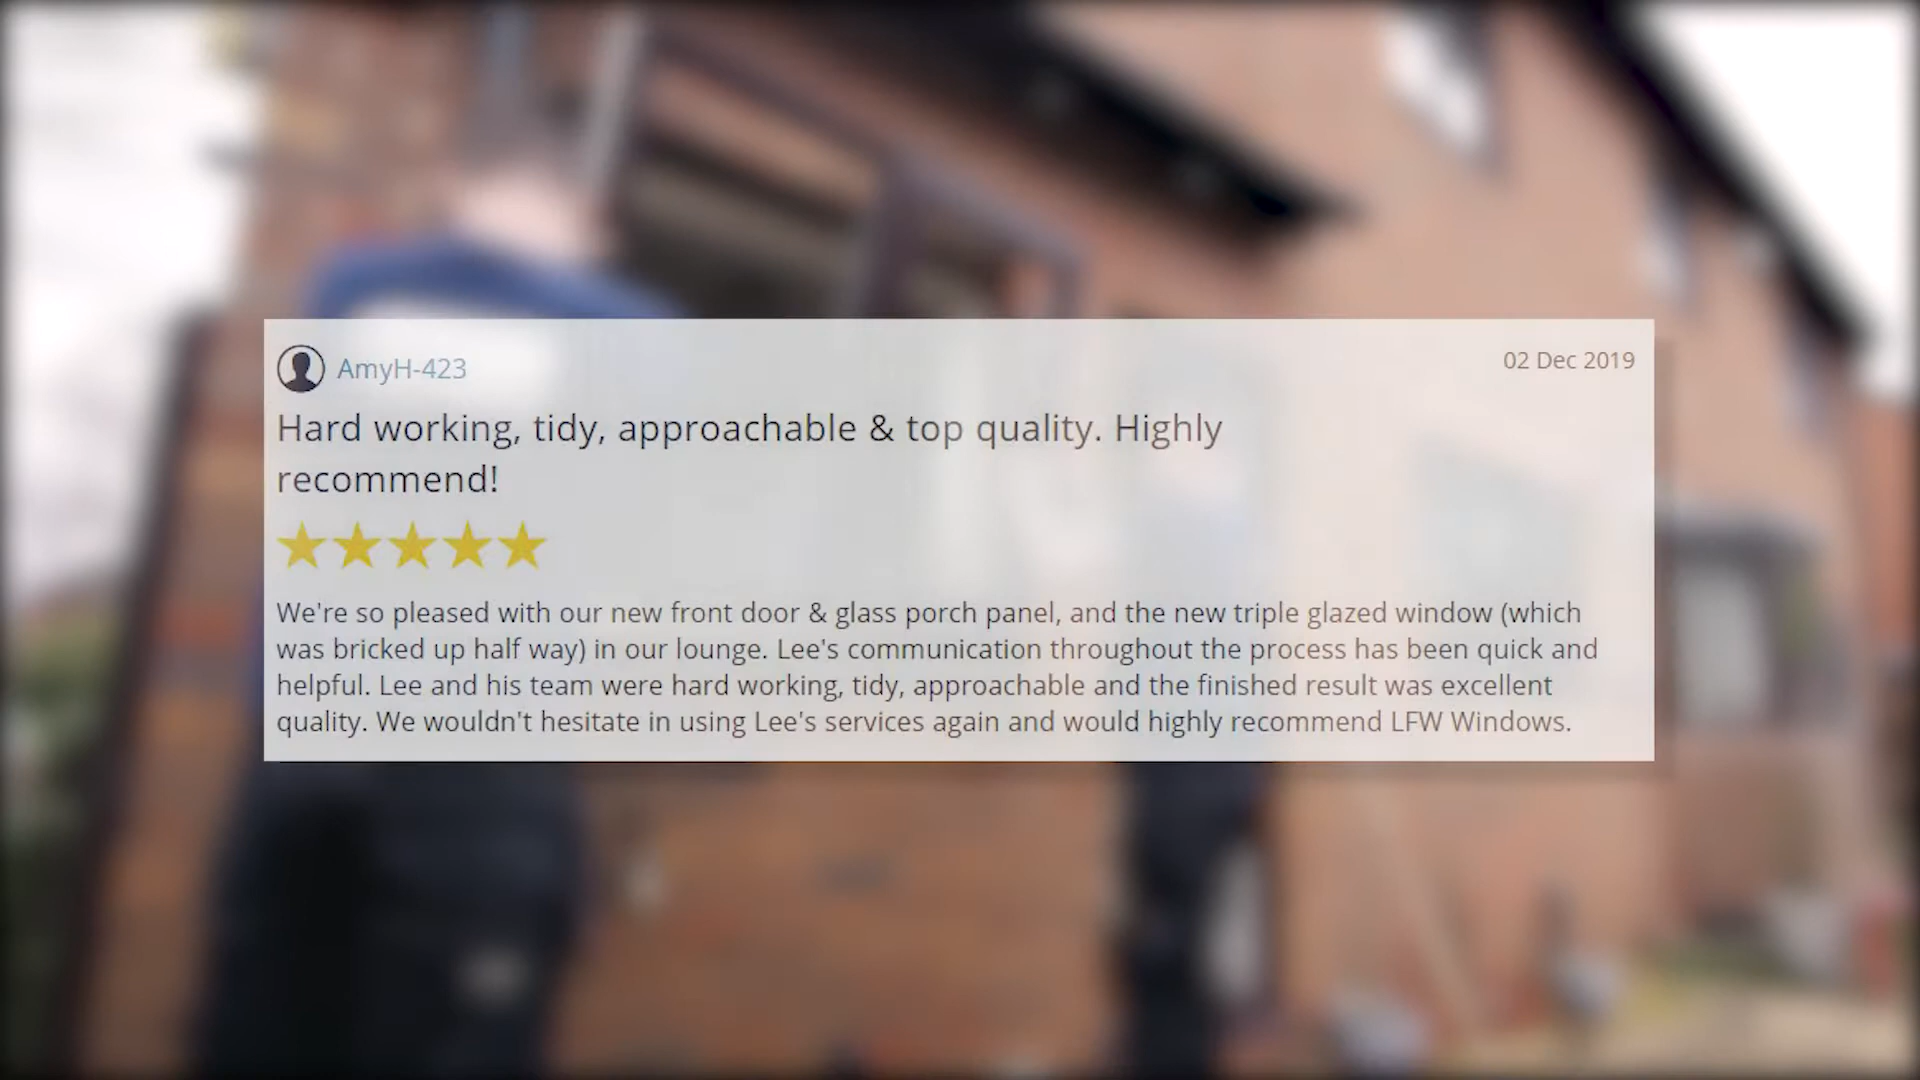 AmyH-423
02 Dec 2019
Hard working, tidy, approachable & top quality. Highly
recommend!
We're so pleased with our new front door & glass porch panel, and the new triple glazed window (which
was bricked up half way) in our lounge. Lee's communication throughout the process has been quick and
helpful. Lee and his team were hard working, tidy, approachable and the finished result was excellent
quality. We wouldn't hesitate in using Lee's services again and would highly recommend LFW Windows.